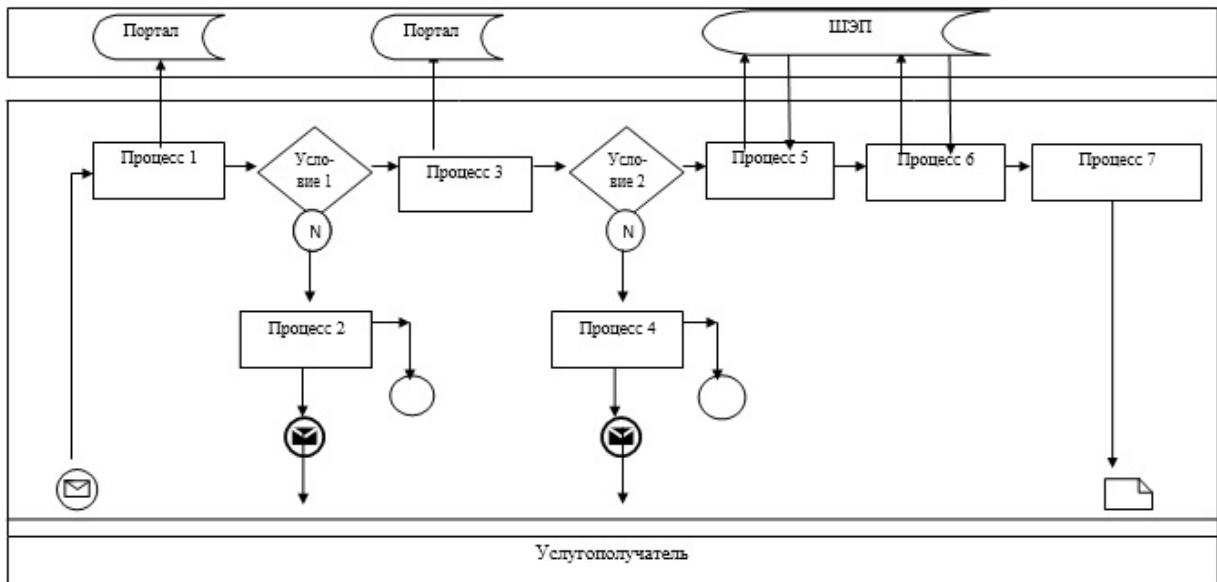 Портал
Портал
ШЭП
Процесс 1
Усло-
вие 1
Процесс 3
Усло-
вие 2
Процесс 5
Процесс 6
Процесс 7
N
N
Процесс 2
Процесс 4
Услугополучатель